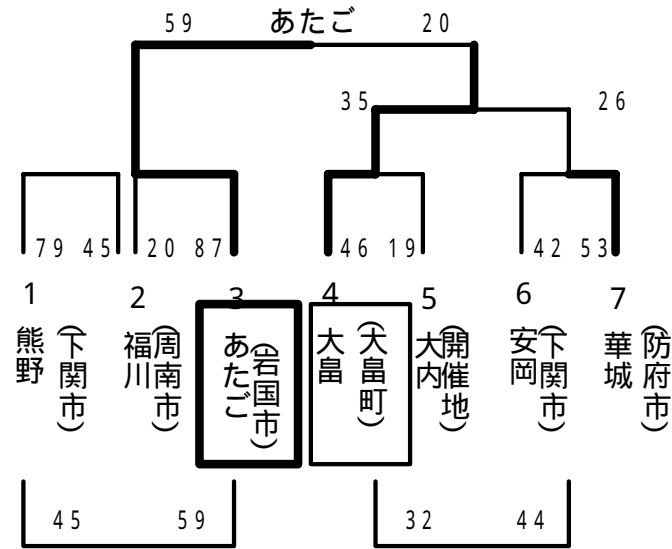 59 あたご 20
35 26
79 45 20 87 46 19 42 53
1 2 3 4 5 6 7
熊野 (下関市)
福川 (周南市)
あたご (岩国市)
大畠 (大畠町)
大内 (開催地)
安岡 (下関市)
華城 (防府市)
45 59 32 44